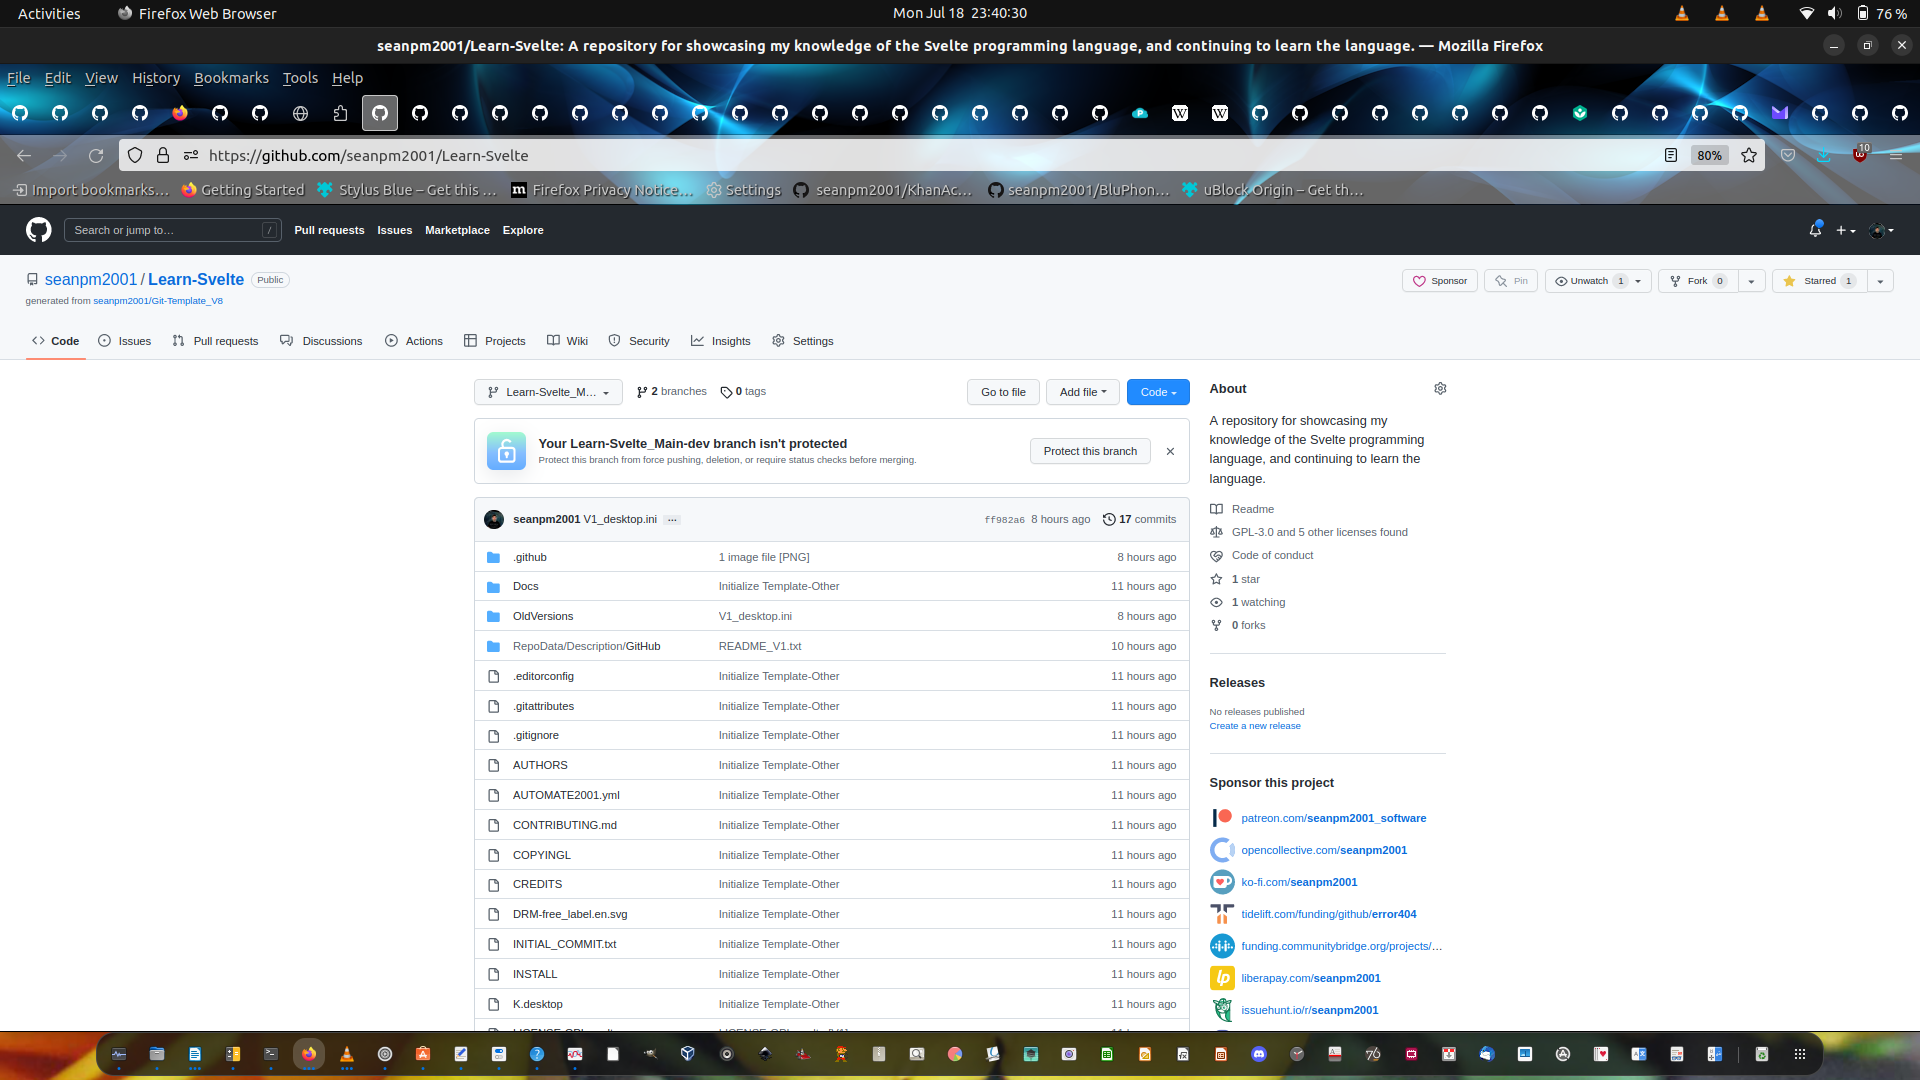 Activities
Firefox Web Browser
Mon Jul 18 23:40:30
76 %
seanpm2001/Learn-Svelte: A repository for showcasing my knowledge of the Svelte programming language, and continuing to learn the language. — Mozilla Firefox
File Edit View History Bookmarks Tools Help
https://github.com/seanpm2001/Learn-Svelte
80%
10
Import bookmarks…
Getting Started
Stylus Blue – Get this …
Firefox Privacy Notice…
Settings
seanpm2001/KhanAc…
seanpm2001/BluPhon…
uBlock Origin – Get th…
Search or jump to…
/
Pull requests
Issues
Marketplace
Explore
seanpm2001 / Learn-Svelte
Public
generated from seanpm2001/Git-Template_V8
Sponsor
Pin
Unwatch 1
Fork 0
Starred 1
Code
Issues
Pull requests
Discussions
Actions
Projects
Wiki
Security
Insights
Settings
Learn-Svelte_M…
2 branches
0 tags
Go to file
Add file
Code
Your Learn-Svelte_Main-dev branch isn't protected
Protect this branch from force pushing, deletion, or require status checks before merging.
Protect this branch
seanpm2001 V1_desktop.ini ...
ff982a6 8 hours ago
17 commits
.github 1 image file [PNG] 8 hours ago
Docs Initialize Template-Other 11 hours ago
OldVersions V1_desktop.ini 8 hours ago
RepoData/Description/GitHub README_V1.txt 10 hours ago
.editorconfig Initialize Template-Other 11 hours ago
.gitattributes Initialize Template-Other 11 hours ago
.gitignore Initialize Template-Other 11 hours ago
AUTHORS Initialize Template-Other 11 hours ago
AUTOMATE2001.yml Initialize Template-Other 11 hours ago
CONTRIBUTING.md Initialize Template-Other 11 hours ago
COPYINGL Initialize Template-Other 11 hours ago
CREDITS Initialize Template-Other 11 hours ago
DRM-free_label.en.svg Initialize Template-Other 11 hours ago
INITIAL_COMMIT.txt Initialize Template-Other 11 hours ago
INSTALL Initialize Template-Other 11 hours ago
K.desktop Initialize Template-Other 11 hours ago
About
A repository for showcasing my
knowledge of the Svelte programming
language, and continuing to learn the
language.
Readme
GPL-3.0 and 5 other licenses found
Code of conduct
1 star
1 watching
0 forks
Releases
No releases published
Create a new release
Sponsor this project
patreon.com/seanpm2001_software
opencollective.com/seanpm2001
ko-fi.com/seanpm2001
tidelift.com/funding/github/error404
funding.communitybridge.org/projects/…
liberapay.com/seanpm2001
issuehunt.io/r/seanpm2001